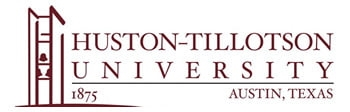 HUSTON-TILLOTSON
UNIVERSITY
1875 AUSTIN, TEXAS